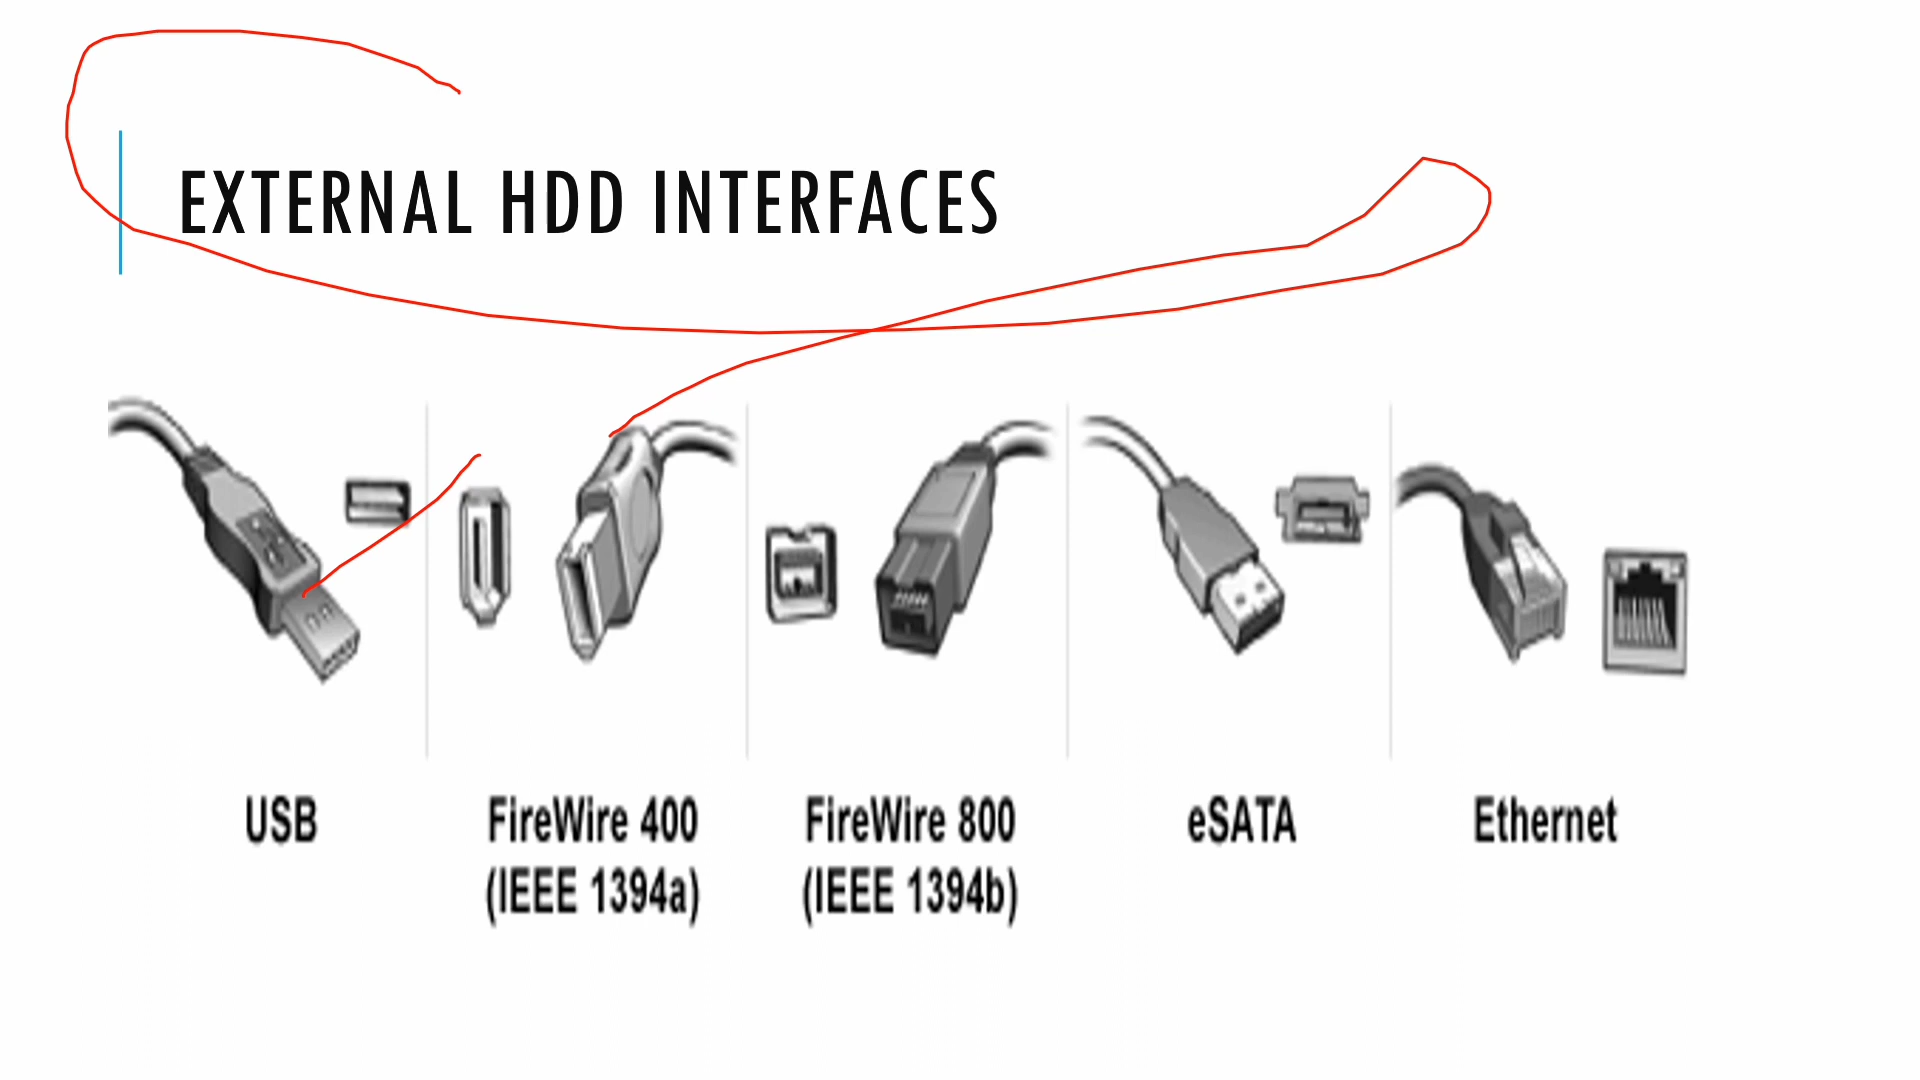 EXTERNAL HDD INTERFACES
USB
FireWire 400
(IEEE 1394a)
FireWire 800
(IEEE 1394b)
eSATA
Ethernet